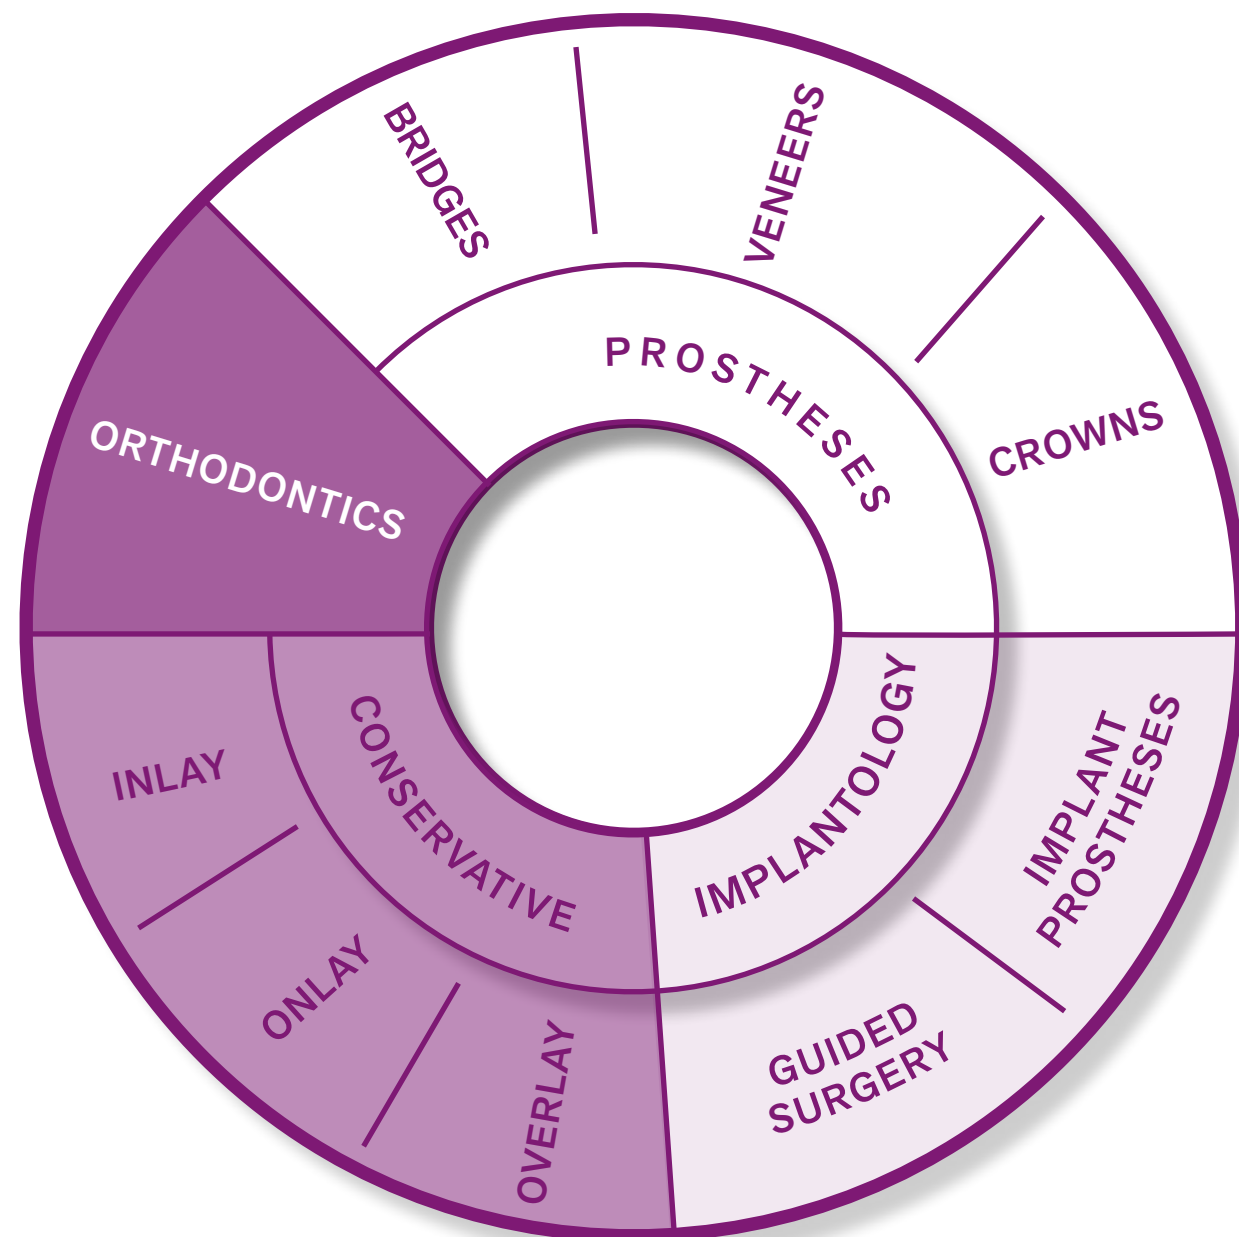 BRIDGES
VENEERS
CROWNS
PROSTHESES
ORTHODONTICS
CONSERVATIVE
INLAY
ONLAY
OVERLAY
IMPLANTOLOGY
IMPLANT
PROSTHESES
GUIDED
SURGERY